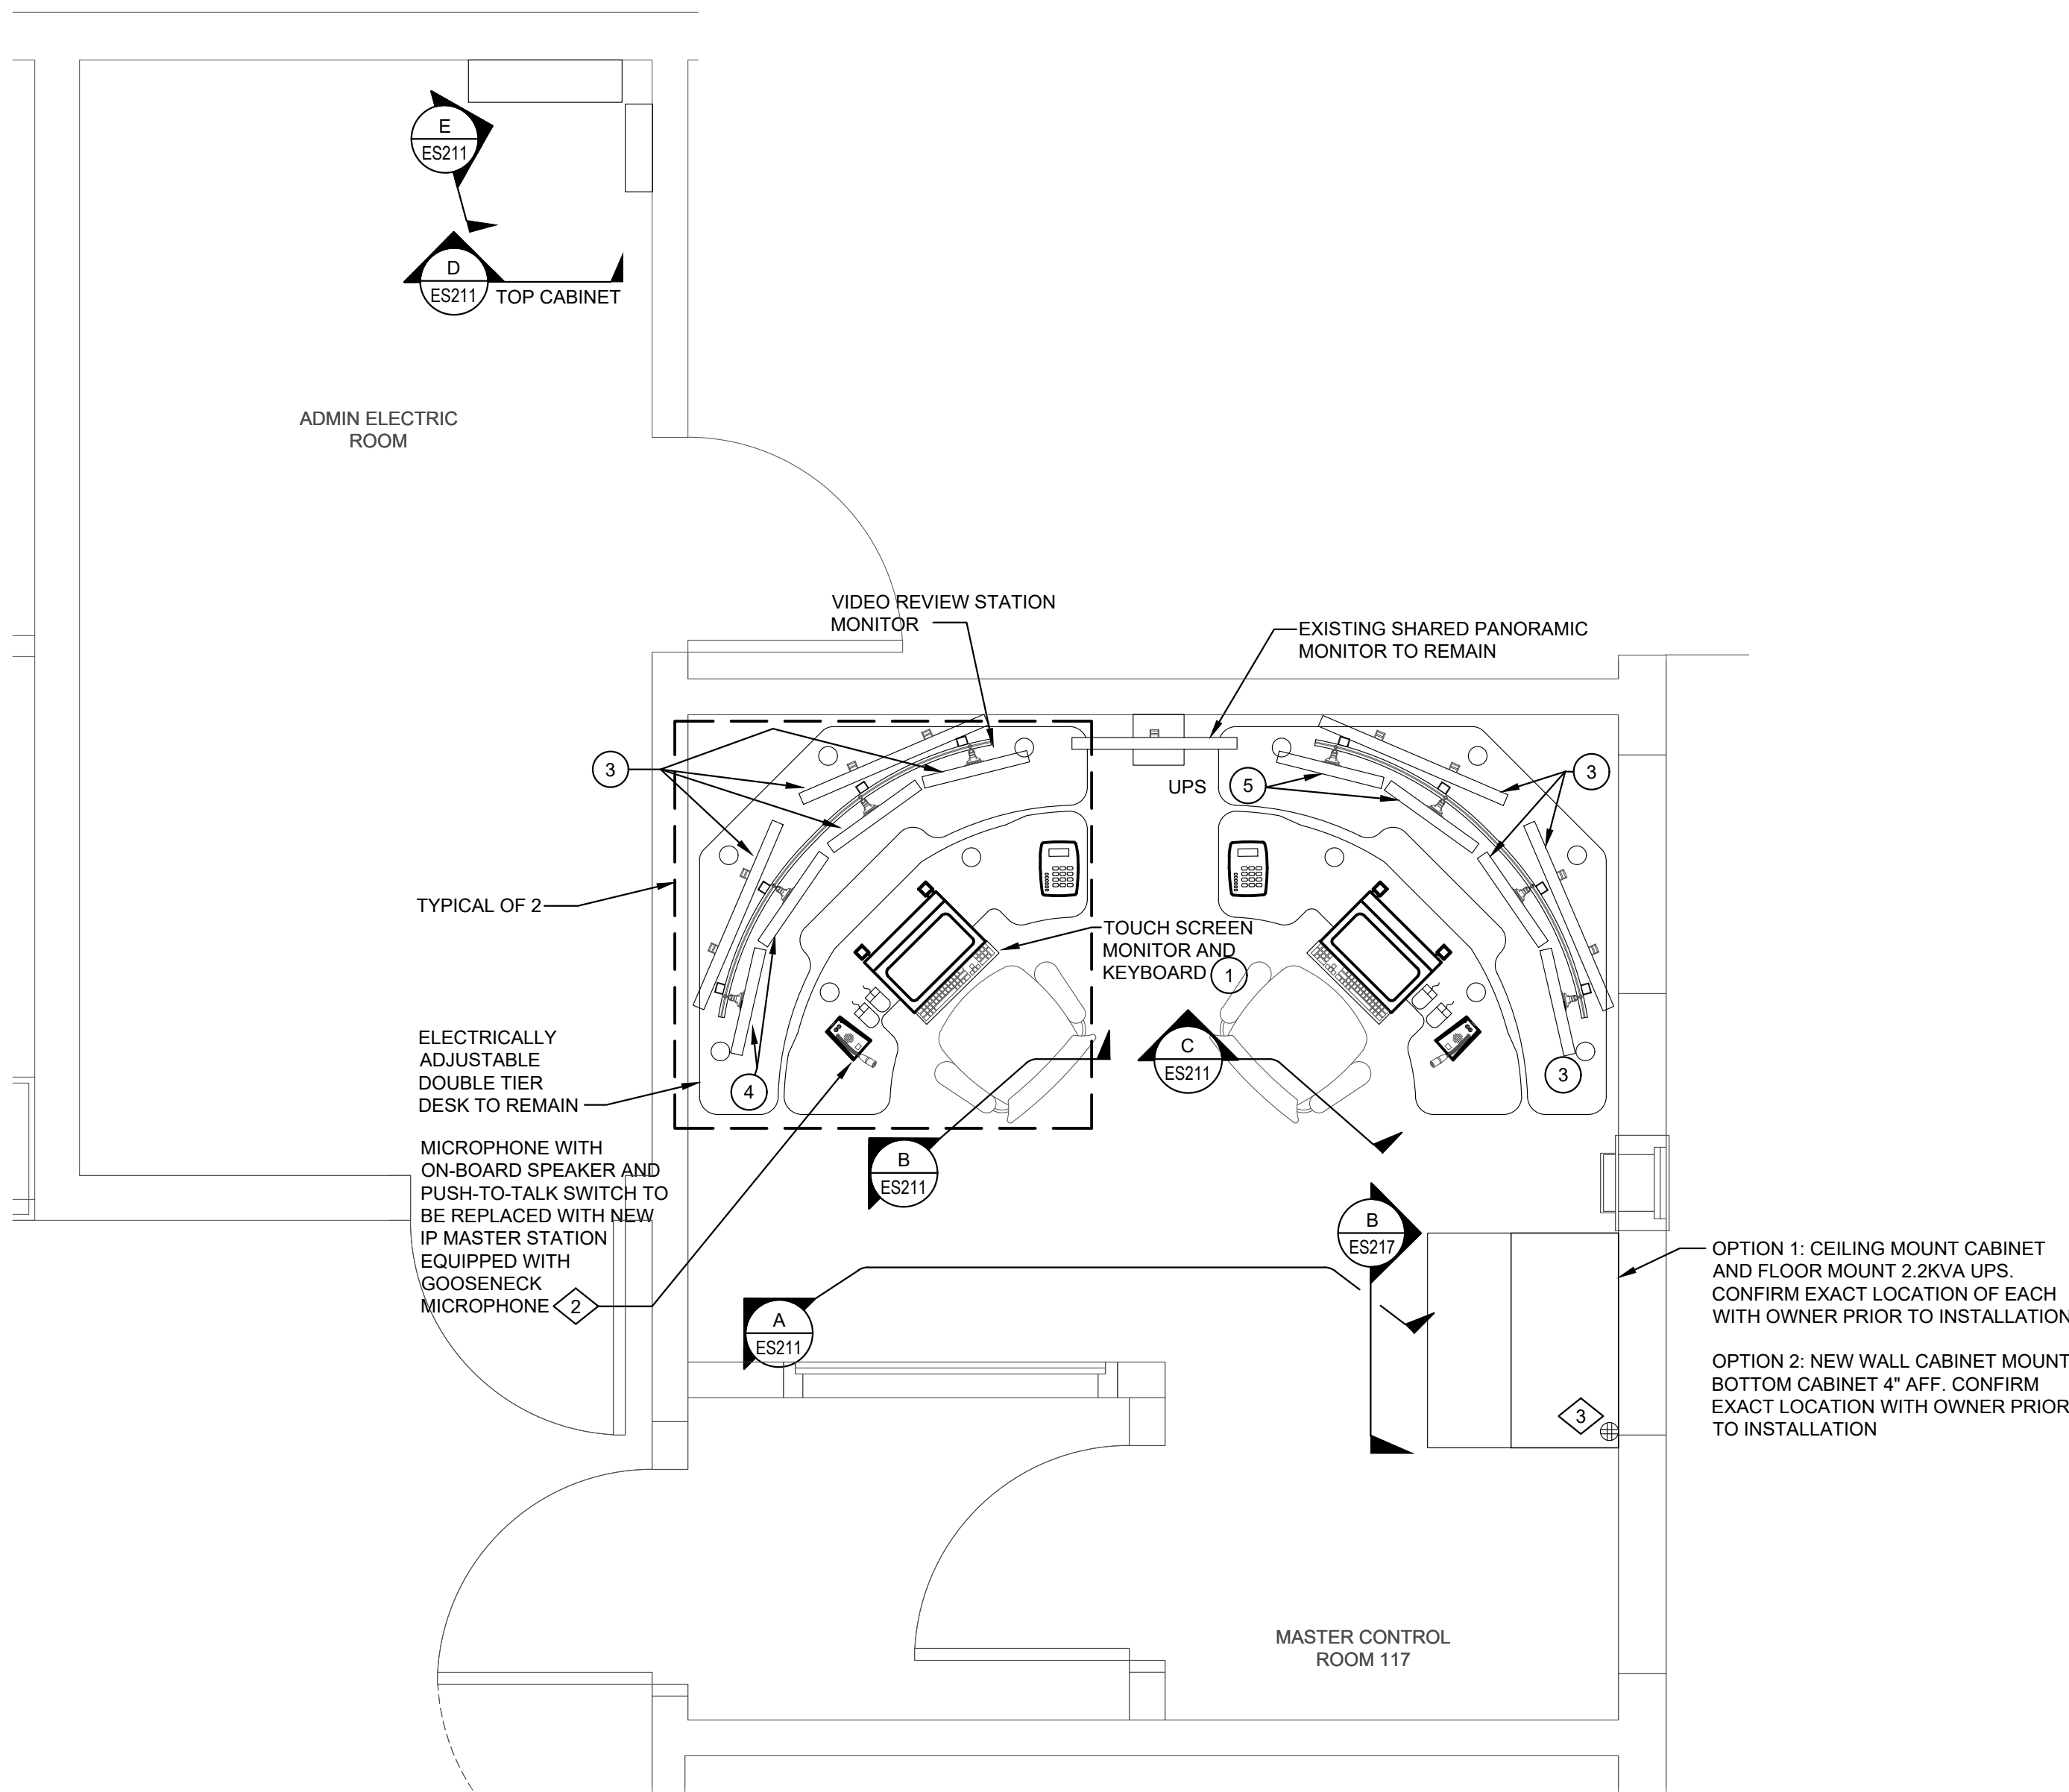 E
ES211
D
ES211
TOP CABINET
ADMIN ELECTRIC
ROOM
VIDEO REVIEW STATION
MONITOR
EXISTING SHARED PANORAMIC
MONITOR TO REMAIN
3
UPS
5
3
TYPICAL OF 2
TOUCH SCREEN
MONITOR AND
KEYBOARD
1
ELECTRICALLY
ADJUSTABLE
DOUBLE TIER
DESK TO REMAIN
4
C
ES211
3
MICROPHONE WITH
ON-BOARD SPEAKER AND
PUSH-TO-TALK SWITCH TO
BE REPLACED WITH NEW
IP MASTER STATION
EQUIPPED WITH
GOOSENECK
MICROPHONE
2
B
ES211
B
ES217
A
ES211
OPTION 1: CEILING MOUNT CABINET
AND FLOOR MOUNT 2.2KVA UPS.
CONFIRM EXACT LOCATION OF EACH
WITH OWNER PRIOR TO INSTALLATION
OPTION 2: NEW WALL CABINET MOUNT
BOTTOM CABINET 4" AFF. CONFIRM
EXACT LOCATION WITH OWNER PRIOR
TO INSTALLATION
3
MASTER CONTROL
ROOM 117